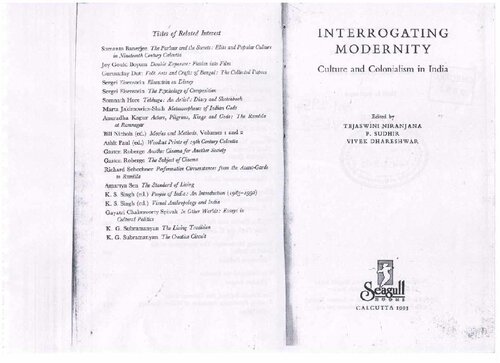 Titles of Related Interest
Sumanta Banerjee The Parlour and the Streets: Elite and Popular Culture
in Nineteenth Century Calcutta
Joy Gould Boyum Double Exposure: Fiction into Film
Gurusaday Dutt Folk Arts and Crafts of Bengal: The Collected Papers
Sergei Eisenstein Eisenstein on Disney
Sergei Eisenstein The Psychology of Composition
Somnath Hore Tebhaga: An Artist's Diary and Sketchbook
Marta Jakimowicz-Shah Metamorphoses of Indian Gods
Anuradha Kapur Actors, Pilgrims, Kings and Gods: The Ramlila
at Ramnagar
Bill Nichols (ed.) Movies and Methods, Volumes 1 and 2
Ashit Paul (ed.) Woodcut Prints of 19th Century Calcutta
Gaston Roberge Another Cinema for Another Society
Gaston Roberge The Subject of Cinema
Richard Schechner Performative Circumstances from the Avant-Garde
to Ramlila
Amartya Sen The Standard of Living
K. S. Singh (ed.) People of India: An Introduction (1985–1992)
K. S. Singh (ed.) Visual Anthropology and India
Gayatri Chakravorty Spivak In Other Worlds: Essays in
Cultural Politics
K. G. Subramanyan The Living Tradition
K. G. Subramanyan The Creative Circuit
INTERROGATING
MODERNITY
Culture and Colonialism in India
Edited by
TEJASWINI NIRANJANA
P. SUDHIR
VIVEK DHARESHWAR
Seagull
BOOKS
CALCUTTA 1993